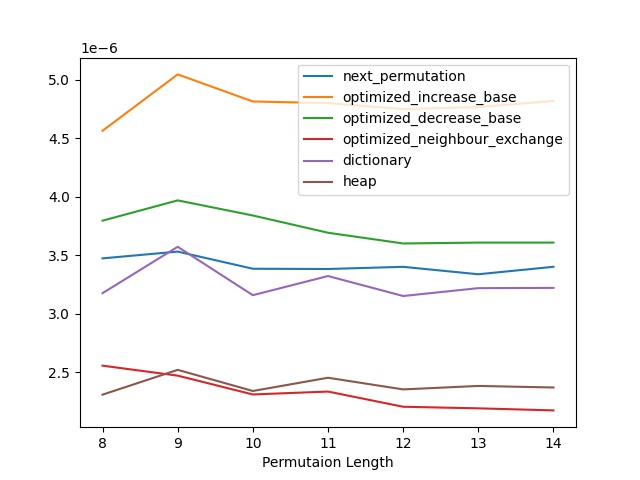 1e−6
5.0
4.5
4.0
3.5
3.0
2.5
next_permutation
optimized_increase_base
optimized_decrease_base
optimized_neighbour_exchange
dictionary
heap
8 9 10 11 12 13 14
Permutaion Length